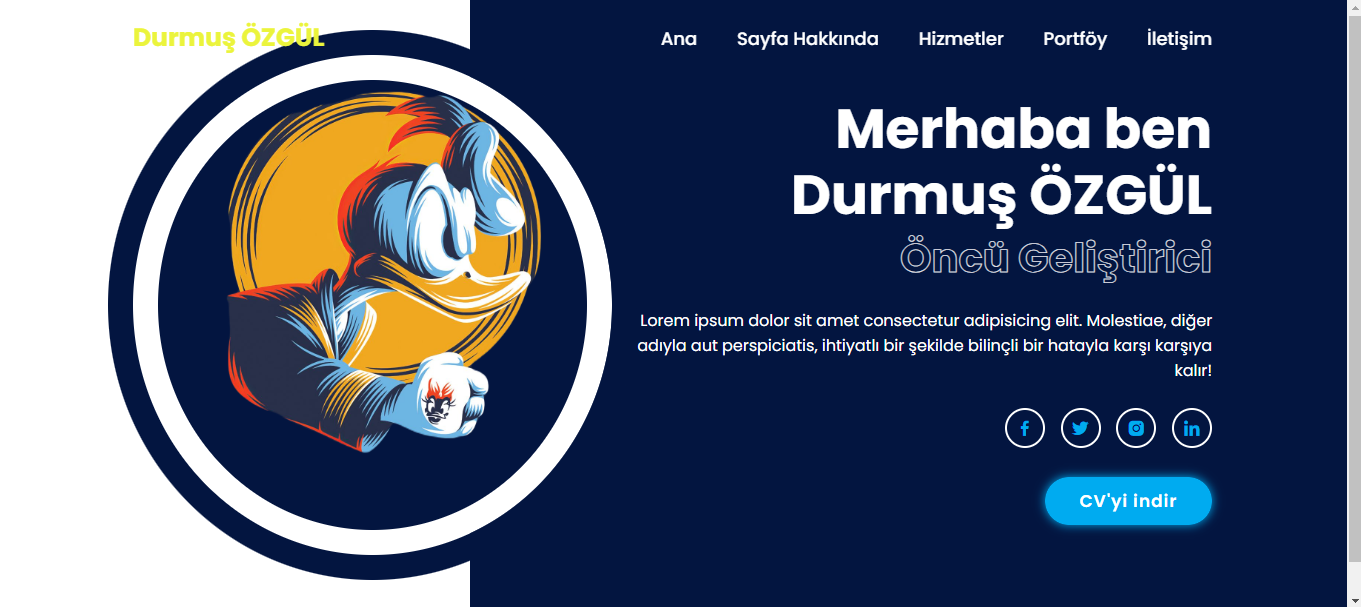 Durmuş ÖZGÜL
Ana Sayfa Hakkında Hizmetler Portföy İletişim
Merhaba ben
Durmuş ÖZGÜL
Öncü Geliştirici
Lorem ipsum dolor sit amet consectetur adipisicing elit. Molestiae, diğer
adıyla aut perspiciatis, ihtiyatlı bir şekilde bilinçli bir hatayla karşı karşıya
kalır!
CV'yi indir